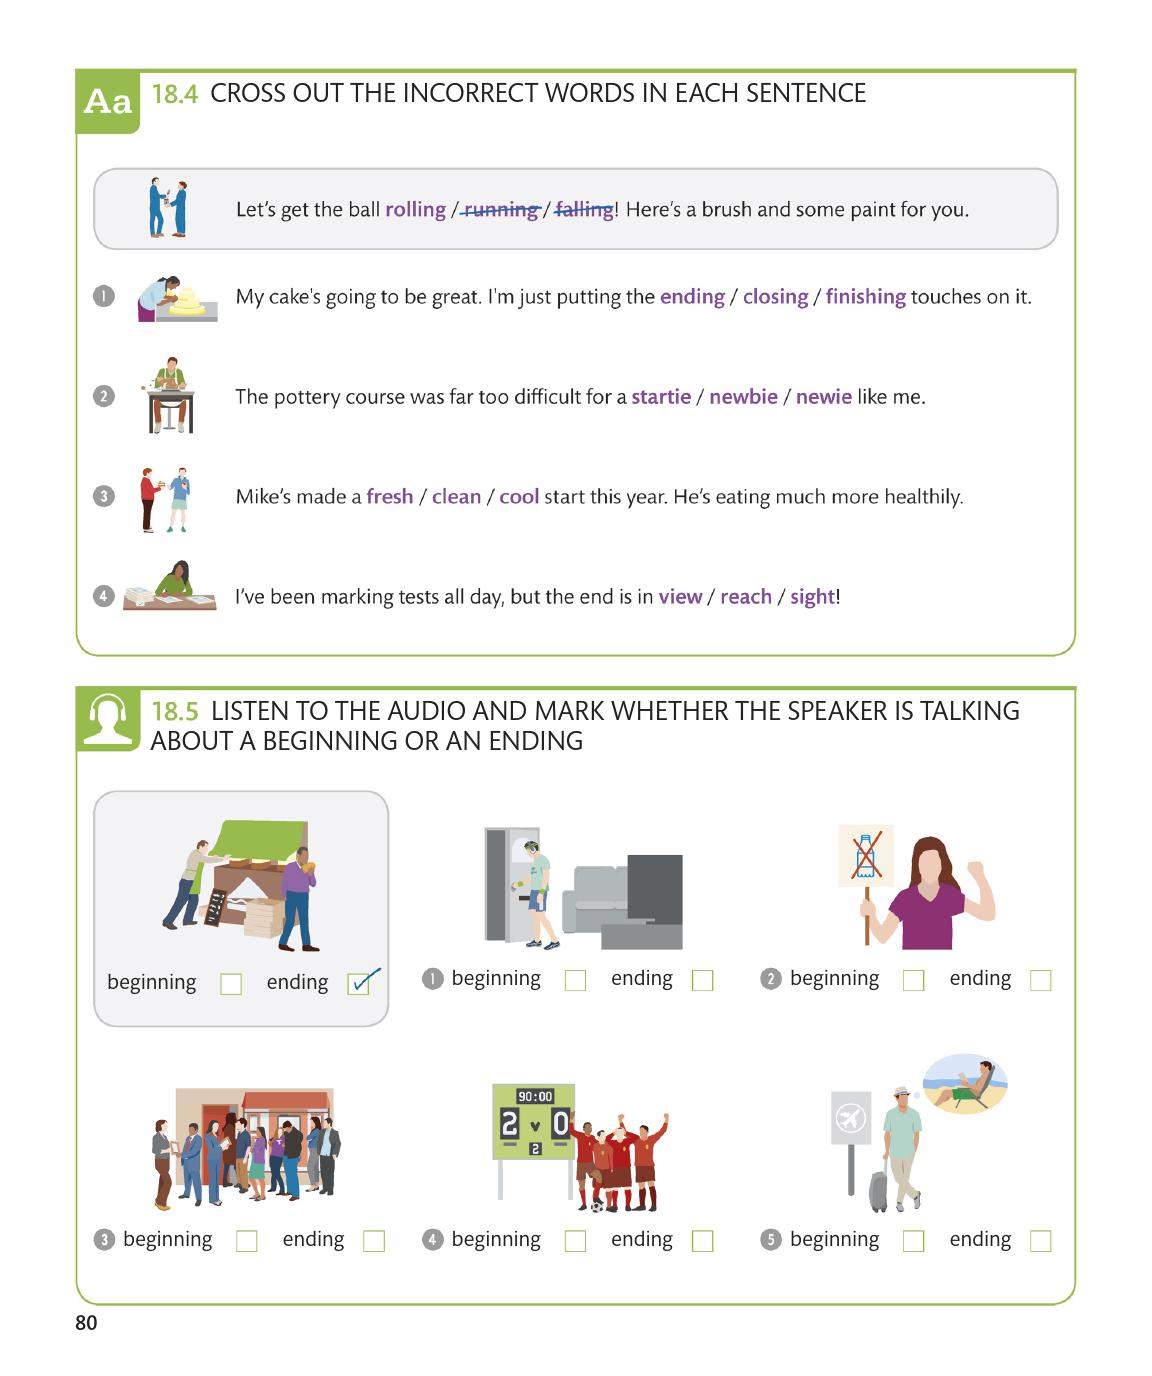 Aa 18.4 CROSS OUT THE INCORRECT WORDS IN EACH SENTENCE
Let's get the ball rolling / running / falling! Here's a brush and some paint for you.
1 My cake's going to be great. I'm just putting the ending / closing / finishing touches on it.
2 The pottery course was far too difficult for a startie / newbie / newie like me.
3 Mike's made a fresh / clean / cool start this year. He's eating much more healthily.
4 I've been marking tests all day, but the end is in view / reach / sight!
18.5 LISTEN TO THE AUDIO AND MARK WHETHER THE SPEAKER IS TALKING
ABOUT A BEGINNING OR AN ENDING
beginning ending
1 beginning ending
2 beginning ending
90:00
2 v 0
2
3 beginning ending
4 beginning ending
5 beginning ending
80